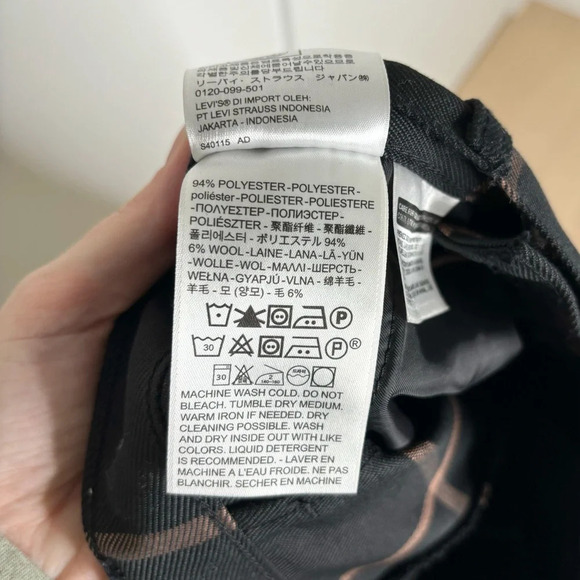 リーバイ・ストラウス ジャパン㈱
0120-099-501
LEVI'S® DI IMPORT OLEH:
PT LEVI STRAUSS INDONESIA
JAKARTA - INDONESIA
S40115 AD
94% POLYESTER-POLYESTER-
poliéster-POLIESTER-POLIESTERE
-ΠΟΛΥΕΣΤΕΡ-ПОЛИЭСТЕР-
POLIÉSZTER - 聚酯纤维 - 聚酯纖維 -
폴리에스터 - ポリエステル 94%
6% WOOL-LAINE-LANA-LĀ-YÜN
-WOLLE-WOL-ΜΑΛΛΙ-ШЕРСТЬ-
WEŁNA-GYAPJÚ-VLNA - 绵羊毛 -
羊毛 - 모 (양모) - 毛 6%
P
30 P®
30 2
MACHINE WASH COLD. DO NOT
BLEACH. TUMBLE DRY MEDIUM.
WARM IRON IF NEEDED. DRY
CLEANING POSSIBLE. WASH
AND DRY INSIDE OUT WITH LIKE
COLORS. LIQUID DETERGENT
IS RECOMMENDED. - LAVER EN
MACHINE A L'EAU FROIDE. NE PAS
BLANCHIR. SECHER EN MACHINE